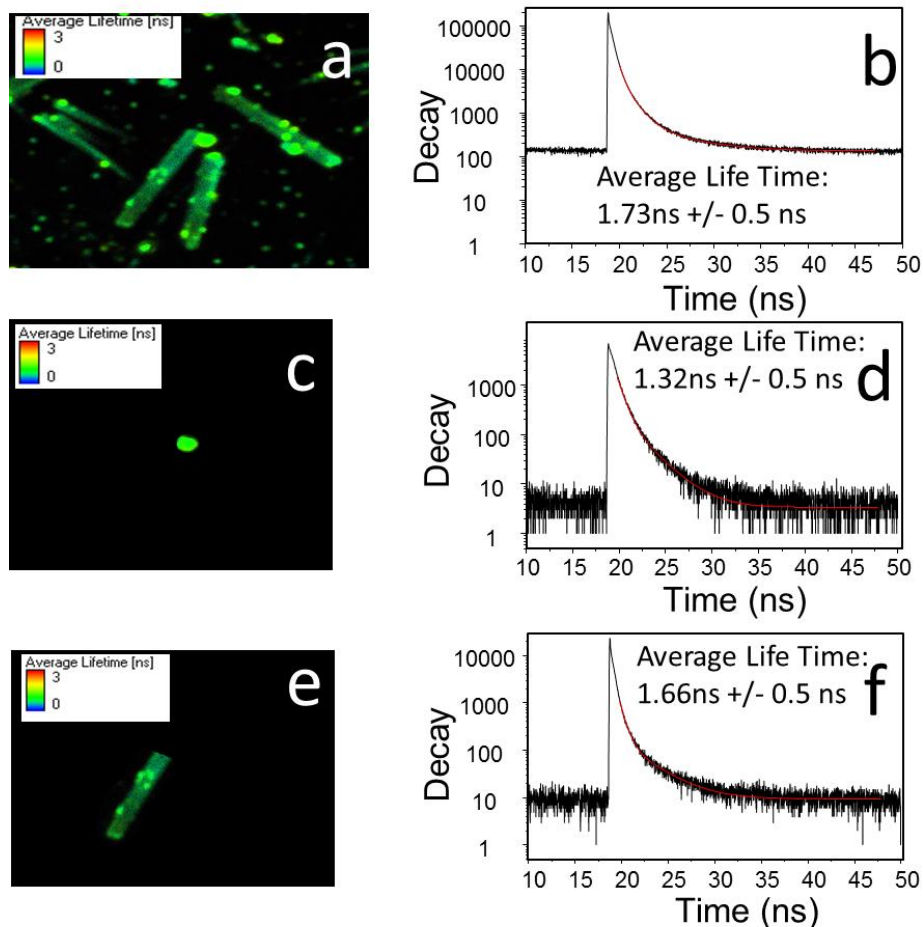 Average Lifetime [ns]
3
0
a
b
Decay
100000
10000
1000
100
10
1
Average Life Time:
1.73ns +/- 0.5 ns
10 15 20 25 30 35 40 45 50
Time (ns)
Average Lifetime [ns]
3
0
c
d
Decay
1000
100
10
1
Average Life Time:
1.32ns +/- 0.5 ns
10 15 20 25 30 35 40 45 50
Time (ns)
Average Lifetime [ns]
3
0
e
f
Decay
10000
1000
100
10
1
Average Life Time:
1.66ns +/- 0.5 ns
10 15 20 25 30 35 40 45 50
Time (ns)